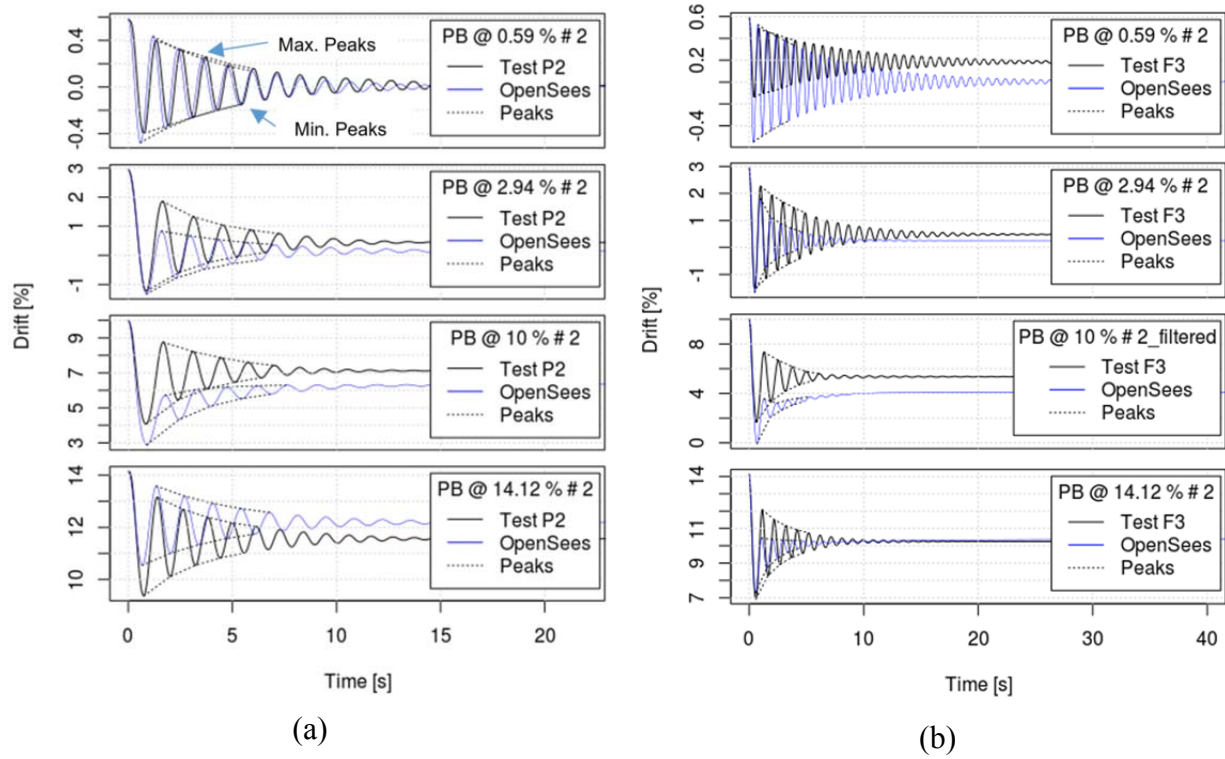 Drift [%]
0.4
0.0
-0.4
Max. Peaks
Min. Peaks
PB @ 0.59 % # 2
Test P2
OpenSees
Peaks
3
2
1
-1
PB @ 2.94 % # 2
Test P2
OpenSees
Peaks
9
7
5
3
PB @ 10 % # 2
Test P2
OpenSees
Peaks
14
12
10
PB @ 14.12 % # 2
Test P2
OpenSees
Peaks
0 5 10 15 20
Time [s]
(a)
Drift [%]
0.6
0.2
-0.4
PB @ 0.59 % # 2
Test F3
OpenSees
Peaks
3
2
1
-1
PB @ 2.94 % # 2
Test F3
OpenSees
Peaks
8
4
0
PB @ 10 % # 2_filtered
Test F3
OpenSees
Peaks
14
11
9
7
PB @ 14.12 % # 2
Test F3
OpenSees
Peaks
0 10 20 30 40
Time [s]
(b)